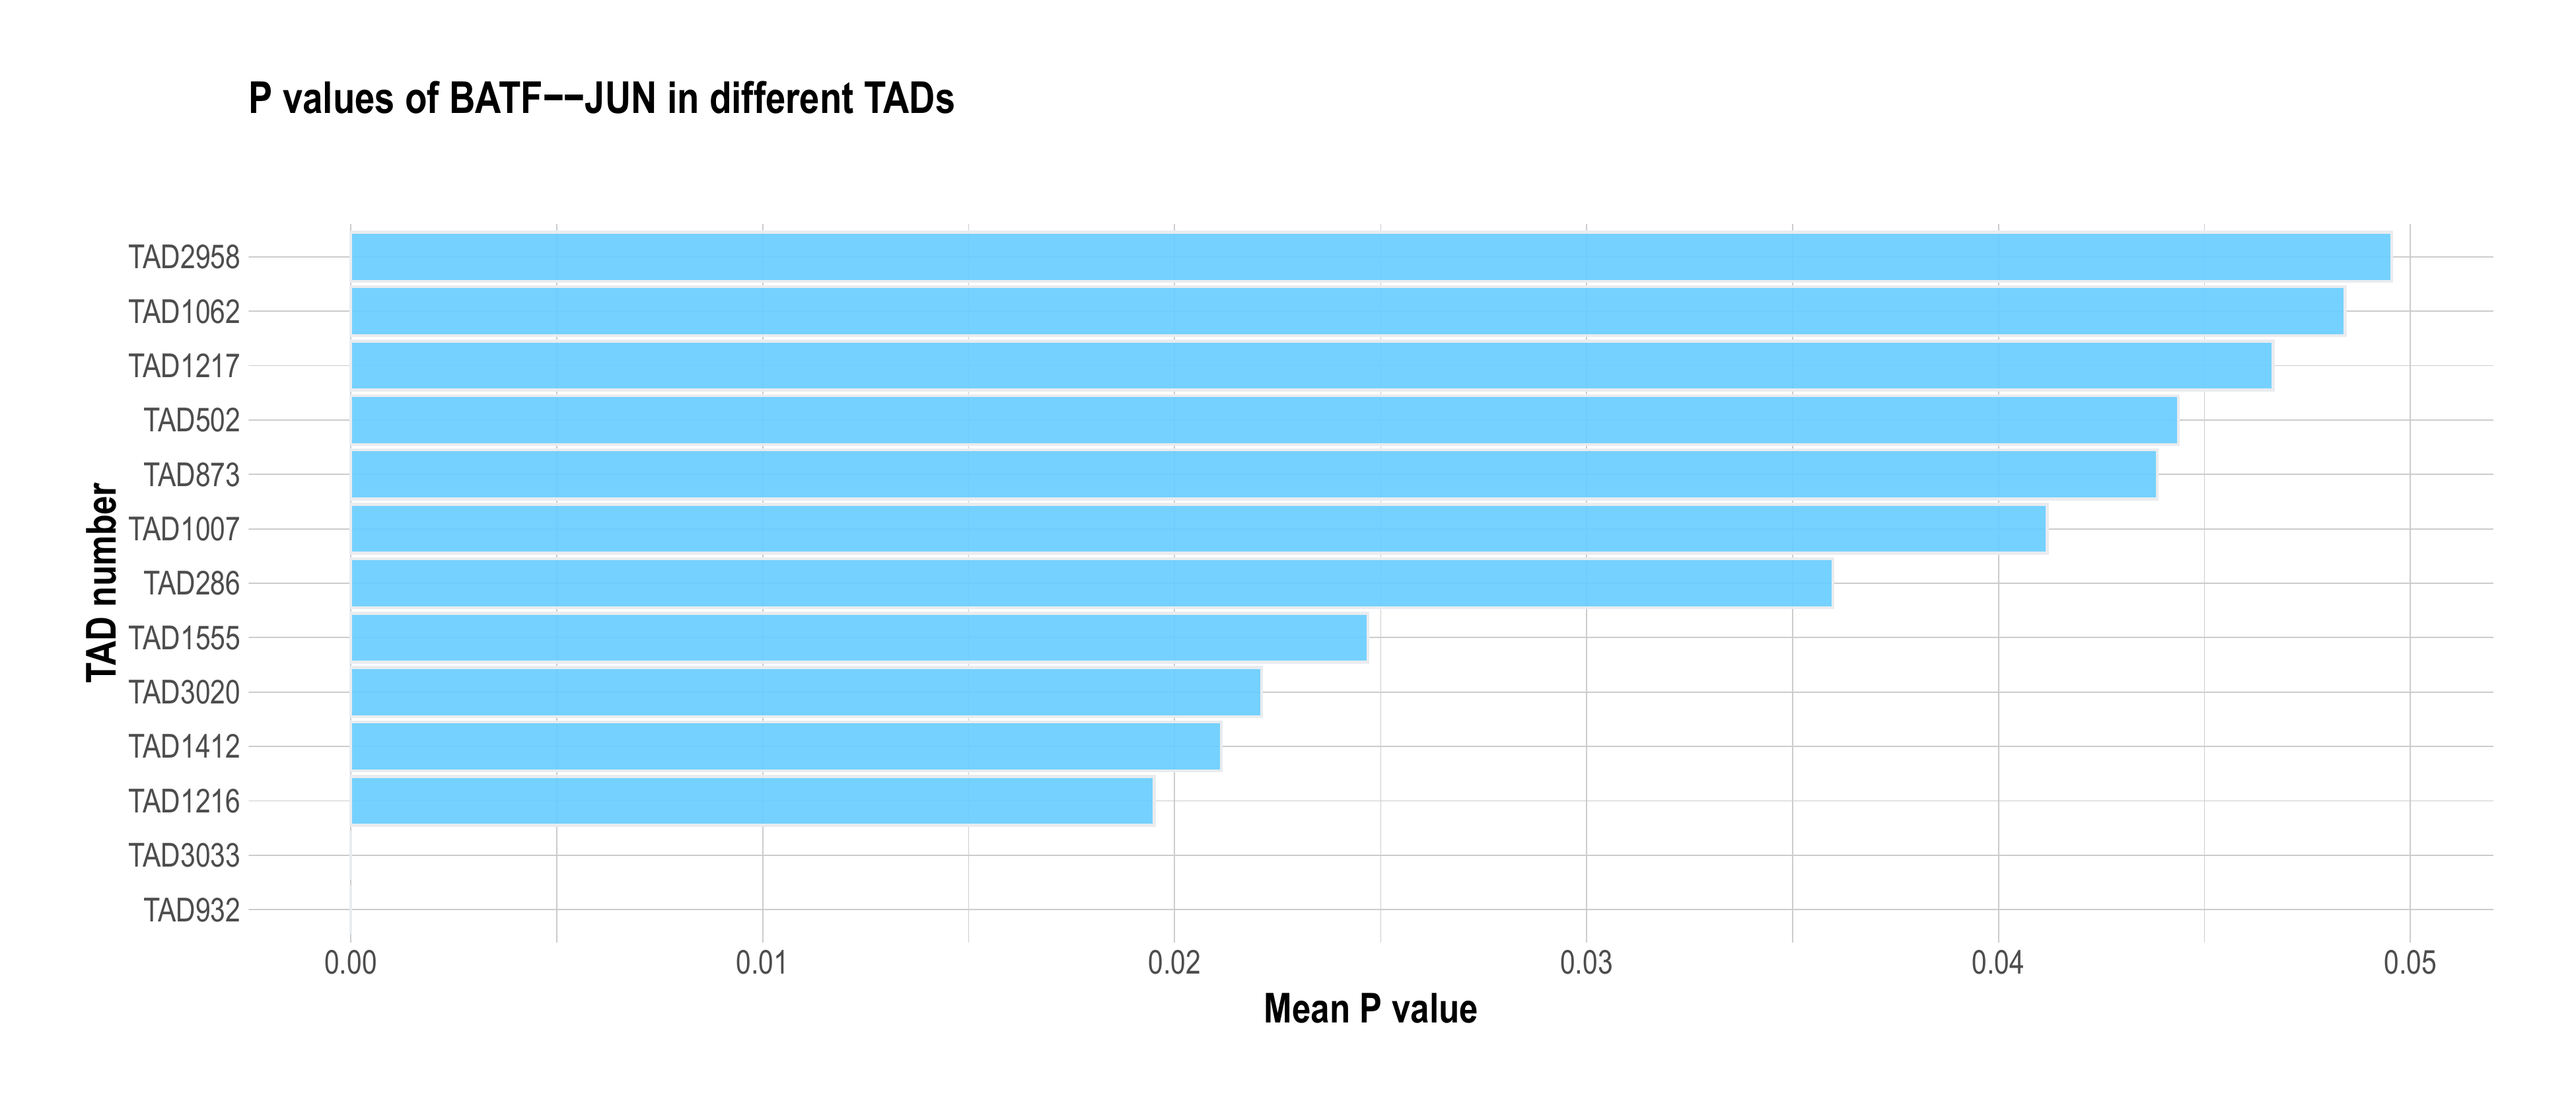 P values of BATF−−JUN in different TADs
TAD number
TAD2958
TAD1062
TAD1217
TAD502
TAD873
TAD1007
TAD286
TAD1555
TAD3020
TAD1412
TAD1216
TAD3033
TAD932
0.00 0.01 0.02 0.03 0.04 0.05
Mean P value